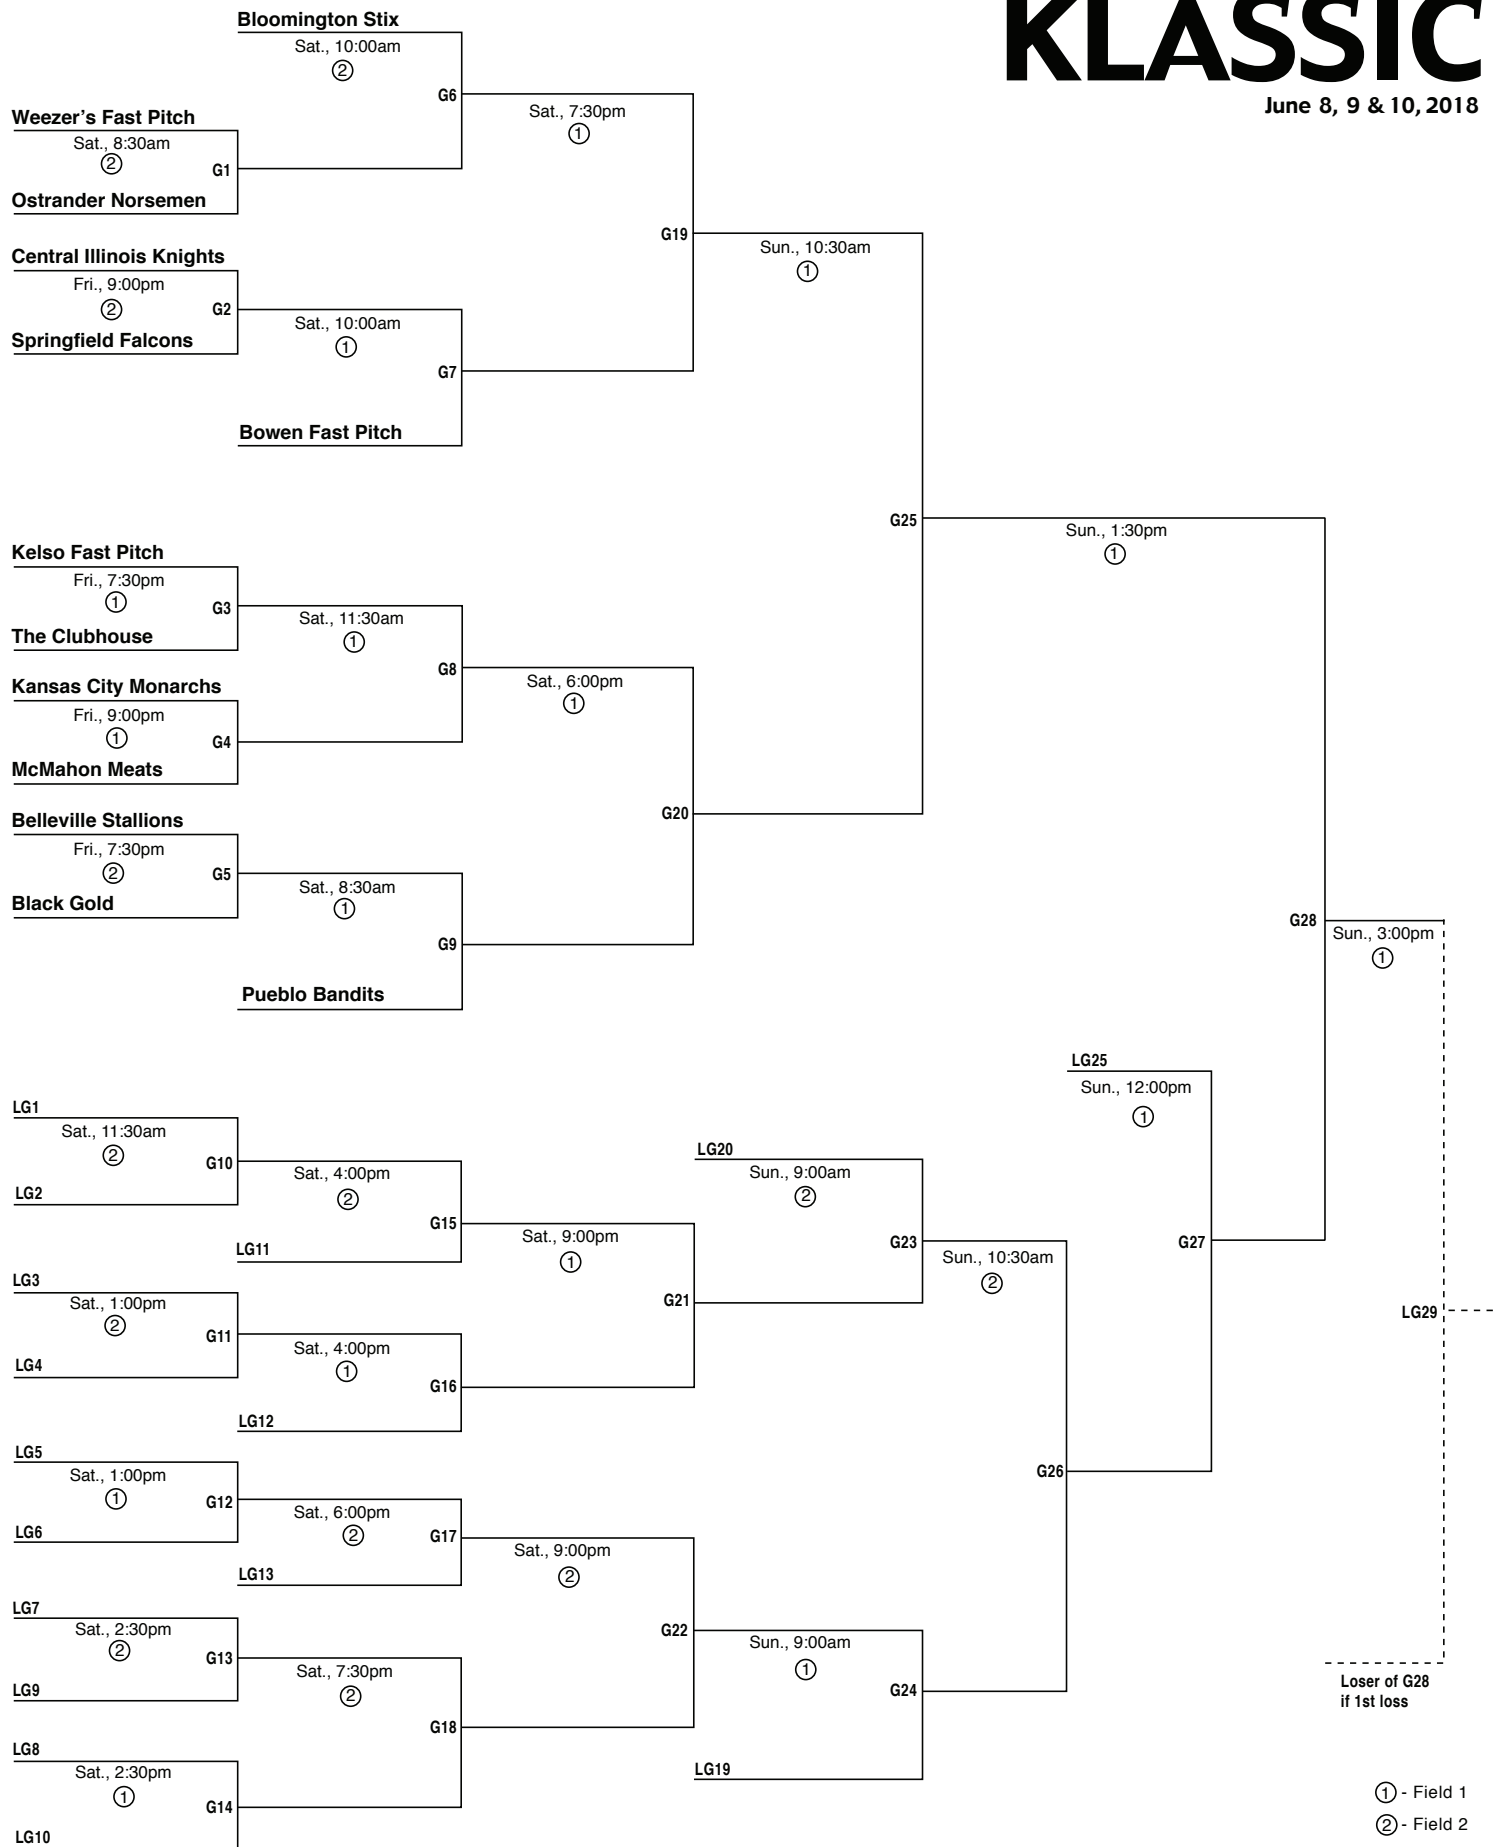 KLASSIC
June 8, 9 & 10, 2018
Bloomington Stix
Sat., 10:00am
2
G6
Weezer's Fast Pitch
Sat., 8:30am
2
G1
Ostrander Norsemen
Sat., 7:30pm
1
G19
Central Illinois Knights
Fri., 9:00pm
2
G2
Springfield Falcons
Sat., 10:00am
1
G7
Bowen Fast Pitch
Sun., 10:30am
1
G25
Kelso Fast Pitch
Fri., 7:30pm
1
G3
The Clubhouse
Sat., 11:30am
1
G8
Kansas City Monarchs
Fri., 9:00pm
1
G4
McMahon Meats
Sat., 6:00pm
1
G20
Belleville Stallions
Fri., 7:30pm
2
G5
Black Gold
Sat., 8:30am
1
G9
Pueblo Bandits
Sun., 1:30pm
1
G28
Sun., 3:00pm
1
LG1
Sat., 11:30am
2
G10
LG2
Sat., 4:00pm
2
G15
LG11
LG3
Sat., 1:00pm
2
G11
LG4
Sat., 4:00pm
1
G16
LG12
Sat., 9:00pm
1
G21
LG20
Sun., 9:00am
2
G23
Sun., 10:30am
2
LG25
Sun., 12:00pm
1
G27
LG29
LG5
Sat., 1:00pm
1
G12
LG6
Sat., 6:00pm
2
G17
LG13
Sat., 9:00pm
2
G22
LG7
Sat., 2:30pm
2
G13
LG9
Sat., 7:30pm
2
G18
LG8
Sat., 2:30pm
1
G14
LG10
Sun., 9:00am
1
G24
LG19
G26
Loser of G28
if 1st loss
1 - Field 1
2 - Field 2